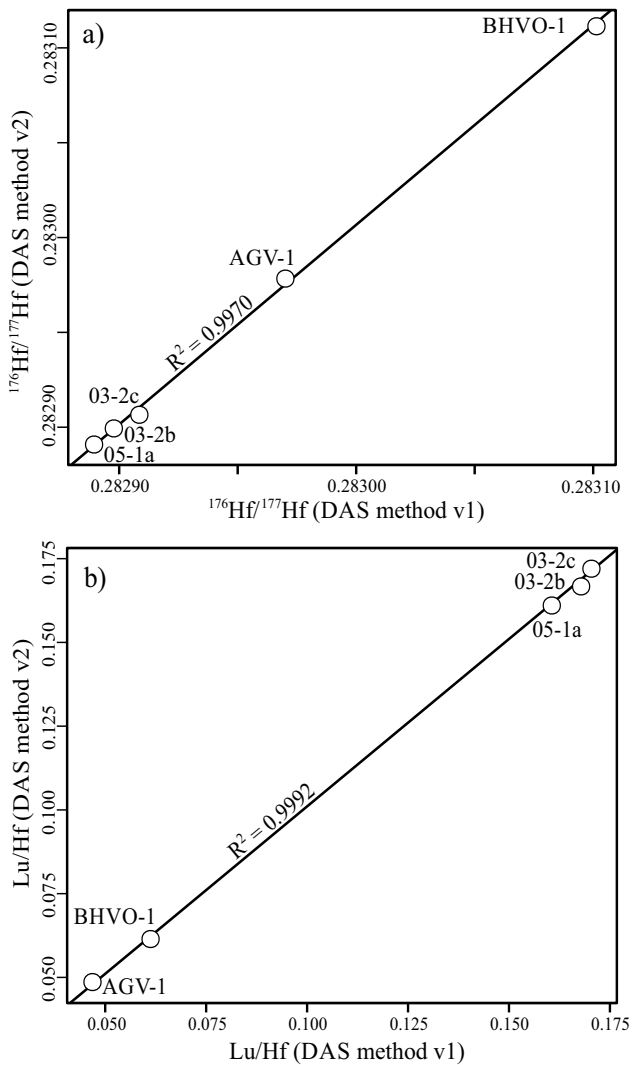 a)
BHVO-1
0.28310
AGV-1
0.28300
R² = 0.9970
03-2c
03-2b
05-1a
0.28290
¹⁷⁶Hf/¹⁷⁷Hf (DAS method v2)
0.28290
0.28300
0.28310
¹⁷⁶Hf/¹⁷⁷Hf (DAS method v1)
b)
03-2c
03-2b
05-1a
0.175
0.150
0.125
0.100
0.075
0.050
R² = 0.9992
BHVO-1
AGV-1
Lu/Hf (DAS method v2)
0.050
0.075
0.100
0.125
0.150
0.175
Lu/Hf (DAS method v1)